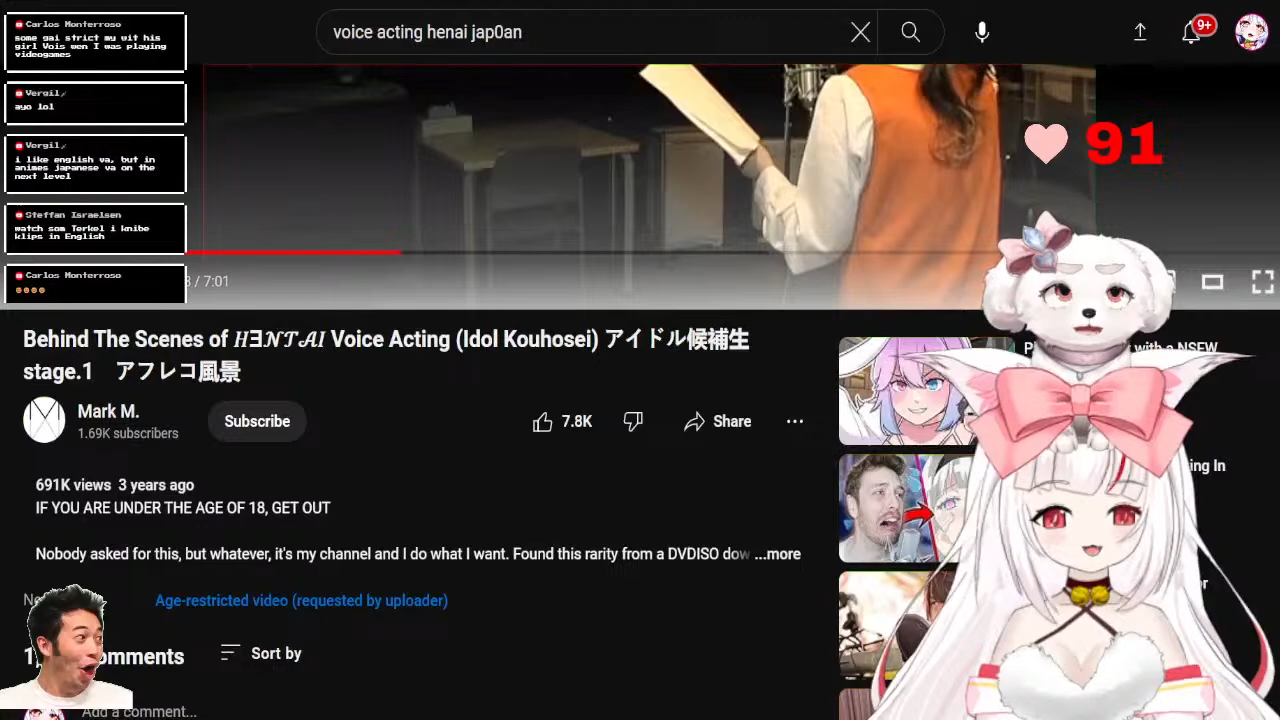 Carlos Monterroso
some gai strict mu wit his
girl Vois wen I was playing
videogames
Vergil
ayo lol
Vergil
i like english va, but in
animes japanese va on the
next level
Steffan Israelsen
watch som Terkel i knibe
klips in English
Carlos Monterroso
voice acting henai jap0an
9+
91
/ 7:01
Behind The Scenes of HƎNTAI Voice Acting (Idol Kouhosei) アイドル候補生
stage.1 アフレコ風景
Mark M.
1.69K subscribers
Subscribe
7.8K
Share
691K views 3 years ago
IF YOU ARE UNDER THE AGE OF 18, GET OUT
Nobody asked for this, but whatever, it's my channel and I do what I want. Found this rarity from a DVDISO dow ...more
Age-restricted video (requested by uploader)
Sort by
Add a comment...
with a NSFW
ing In